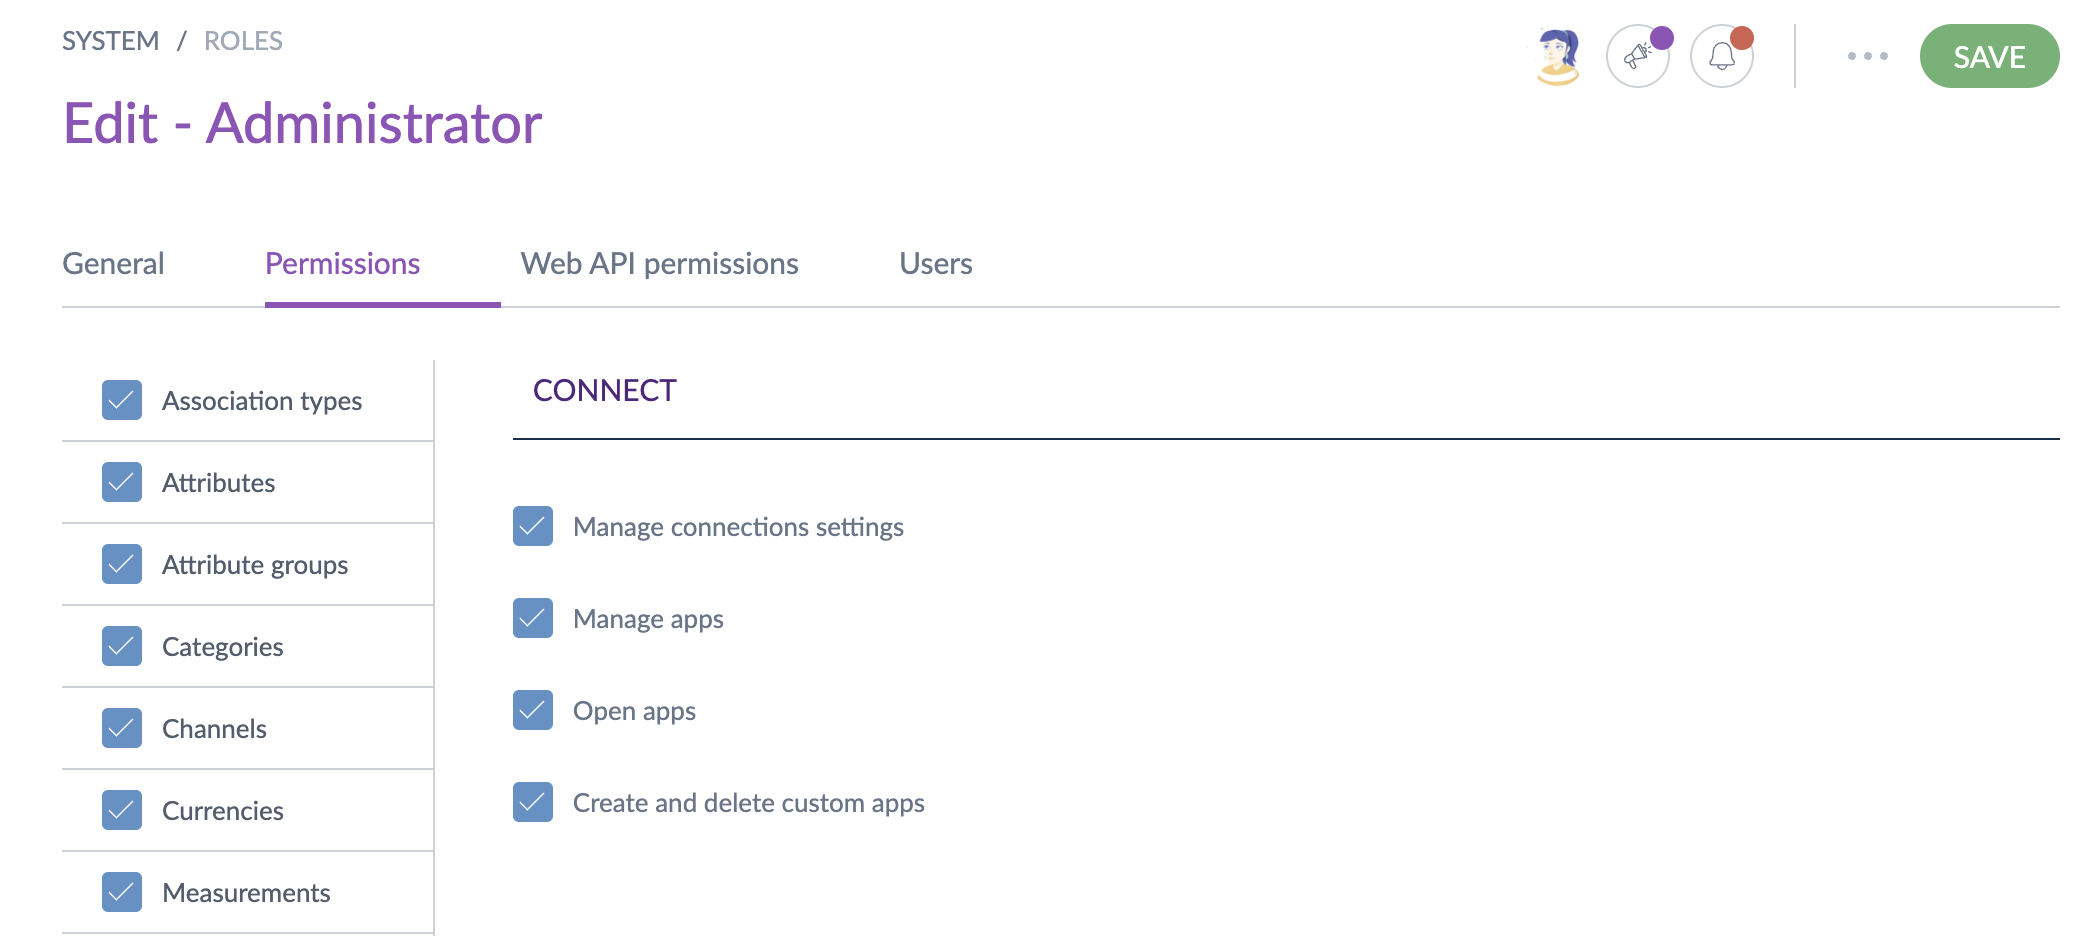 SYSTEM / ROLES
SAVE
Edit - Administrator
General Permissions Web API permissions Users
Association types
Attributes
Attribute groups
Categories
Channels
Currencies
Measurements
CONNECT
Manage connections settings
Manage apps
Open apps
Create and delete custom apps